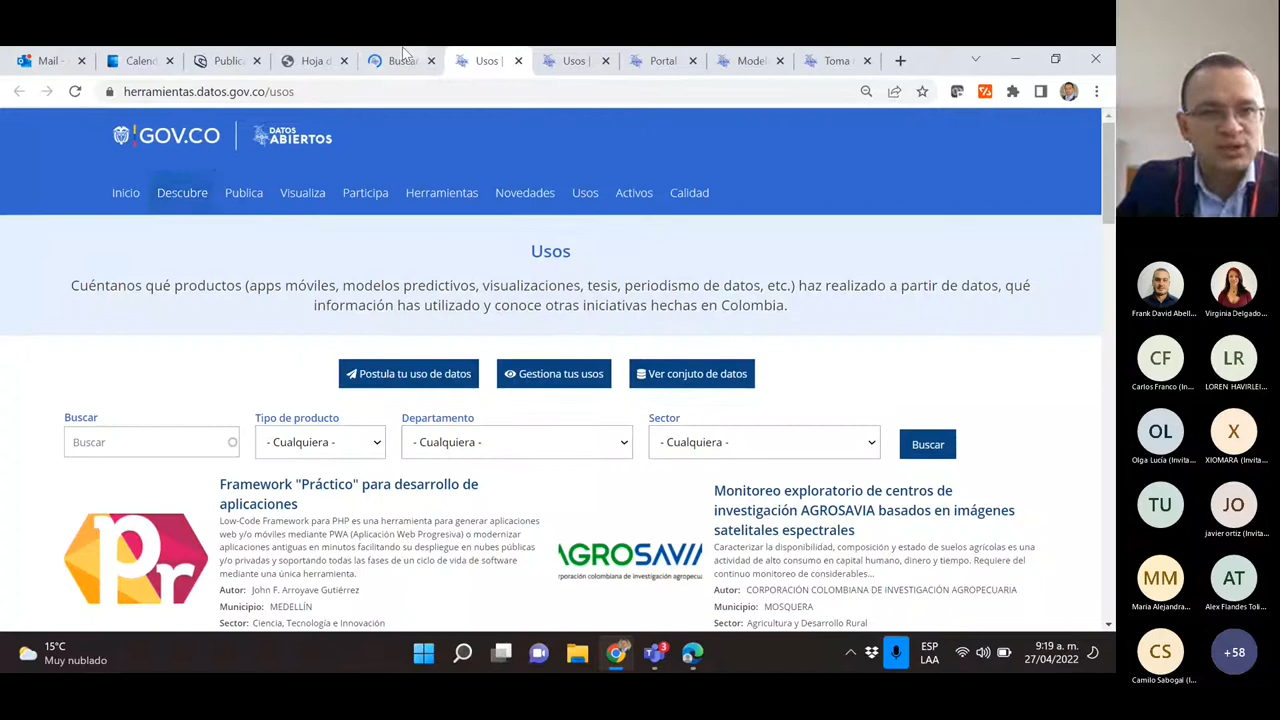 Mail -
Calend
Publica
Hoja d
Buscar
Usos |
Usos |
Portal
Model
Toma
herramientas.datos.gov.co/usos
GOV.CO
DATOS
ABIERTOS
Inicio
Descubre
Publica
Visualiza
Participa
Herramientas
Novedades
Usos
Activos
Calidad
Usos
Cuéntanos qué productos (apps móviles, modelos predictivos, visualizaciones, tesis, periodismo de datos, etc.) haz realizado a partir de datos, qué
información has utilizado y conoce otras iniciativas hechas en Colombia.
Postula tu uso de datos
Gestiona tus usos
Ver conjuto de datos
Buscar
Tipo de producto
Departamento
Sector
Buscar
- Cualquiera -
- Cualquiera -
- Cualquiera -
Buscar
Framework "Práctico" para desarrollo de
aplicaciones
Low-Code Framework para PHP es una herramienta para generar aplicaciones
web y/o móviles mediante PWA (Aplicación Web Progresiva) o modernizar
aplicaciones antiguas en minutos facilitando su despliegue en nubes públicas
y/o privadas y soportando todas las fases de un ciclo de vida de software
mediante una única herramienta.
Autor: John F. Arroyave Gutiérrez
Municipio: MEDELLÍN
Sector: Ciencia, Tecnología e Innovación
Pr
AGROSAVIA
orporación colombiana de investigación agropecua
Monitoreo exploratorio de centros de
investigación AGROSAVIA basados en imágenes
satelitales espectrales
Caracterizar la disponibilidad, composición y estado de suelos agrícolas es una
actividad de alto consumo en capital humano, dinero y tiempo. Requiere del
continuo monitoreo de considerables...
Autor: CORPORACIÓN COLOMBIANA DE INVESTIGACIÓN AGROPECUARIA
Municipio: MOSQUERA
Sector: Agricultura y Desarrollo Rural
15°C
Muy nublado
3
ESP
LAA
9:19 a. m.
27/04/2022
Frank David Abell...
Virginia Delgado...
CF
LR
Carlos Franco (In...
LOREN HAVIRLEI...
OL
X
Olga Lucía (Invita...
XIOMARA (Invita...
TU
JO
javier ortiz (Invita...
MM
AT
Maria Alejandra...
Alex Flandes Toli...
CS
+58
Camilo Sabogal (I...